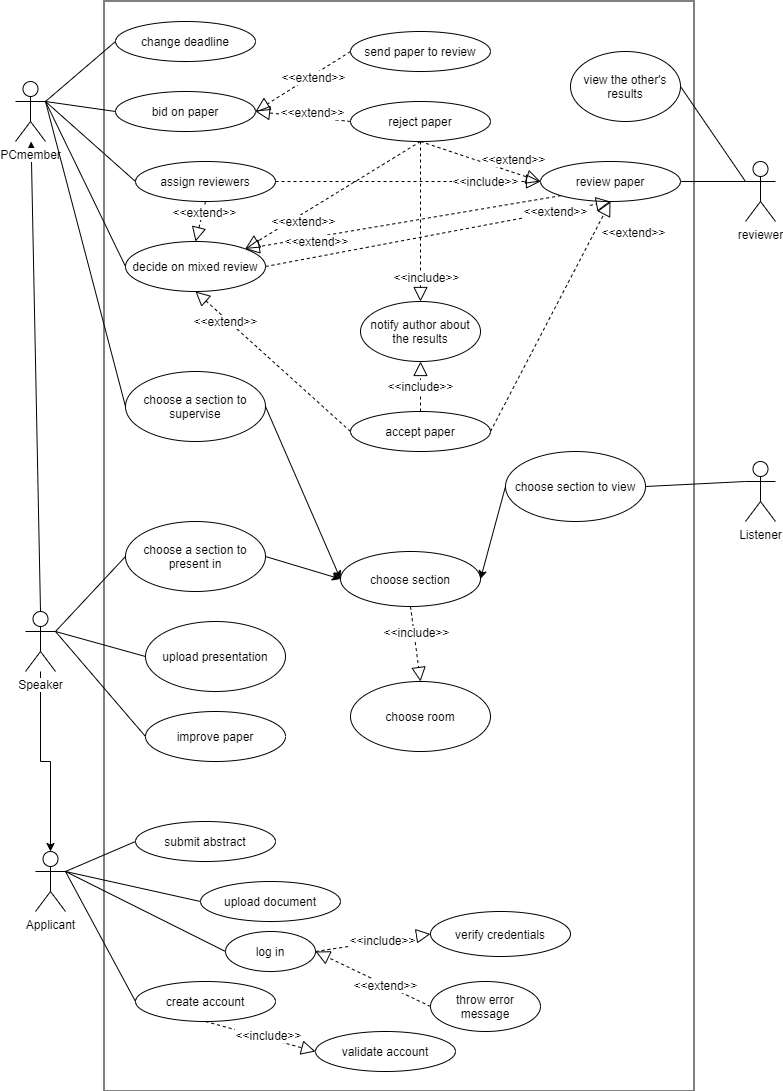 change deadline
send paper to review
<<extend>>
view the other's
results
bid on paper
<<extend>>
reject paper
PCmember
<<extend>>
assign reviewers
<<include>>
review paper
<<extend>>
<<extend>>
<<extend>>
reviewer
<<extend>>
<<extend>>
decide on mixed review
<<include>>
<<extend>>
notify author about
the results
<<include>>
choose a section to
supervise
accept paper
choose section to view
Listener
choose a section to
present in
choose section
<<include>>
upload presentation
Speaker
choose room
improve paper
submit abstract
upload document
Applicant
<<include>>
verify credentials
log in
<<extend>>
create account
throw error
message
<<include>>
validate account